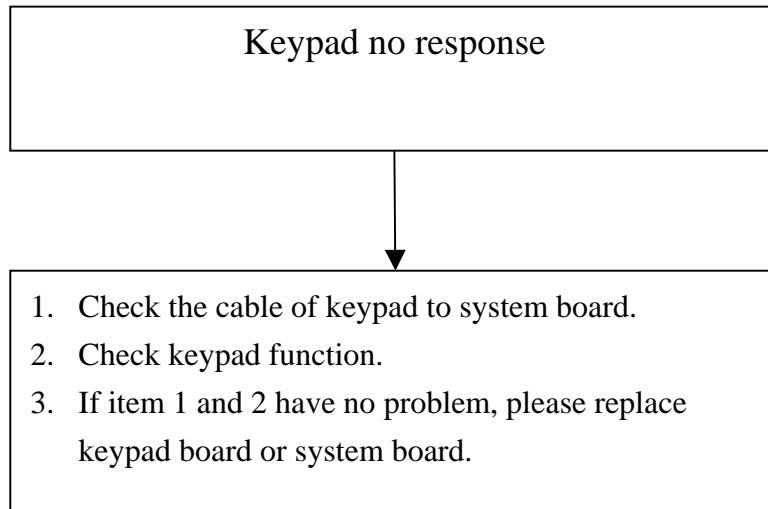 Keypad no response
1. Check the cable of keypad to system board.
2. Check keypad function.
3. If item 1 and 2 have no problem, please replace
keypad board or system board.